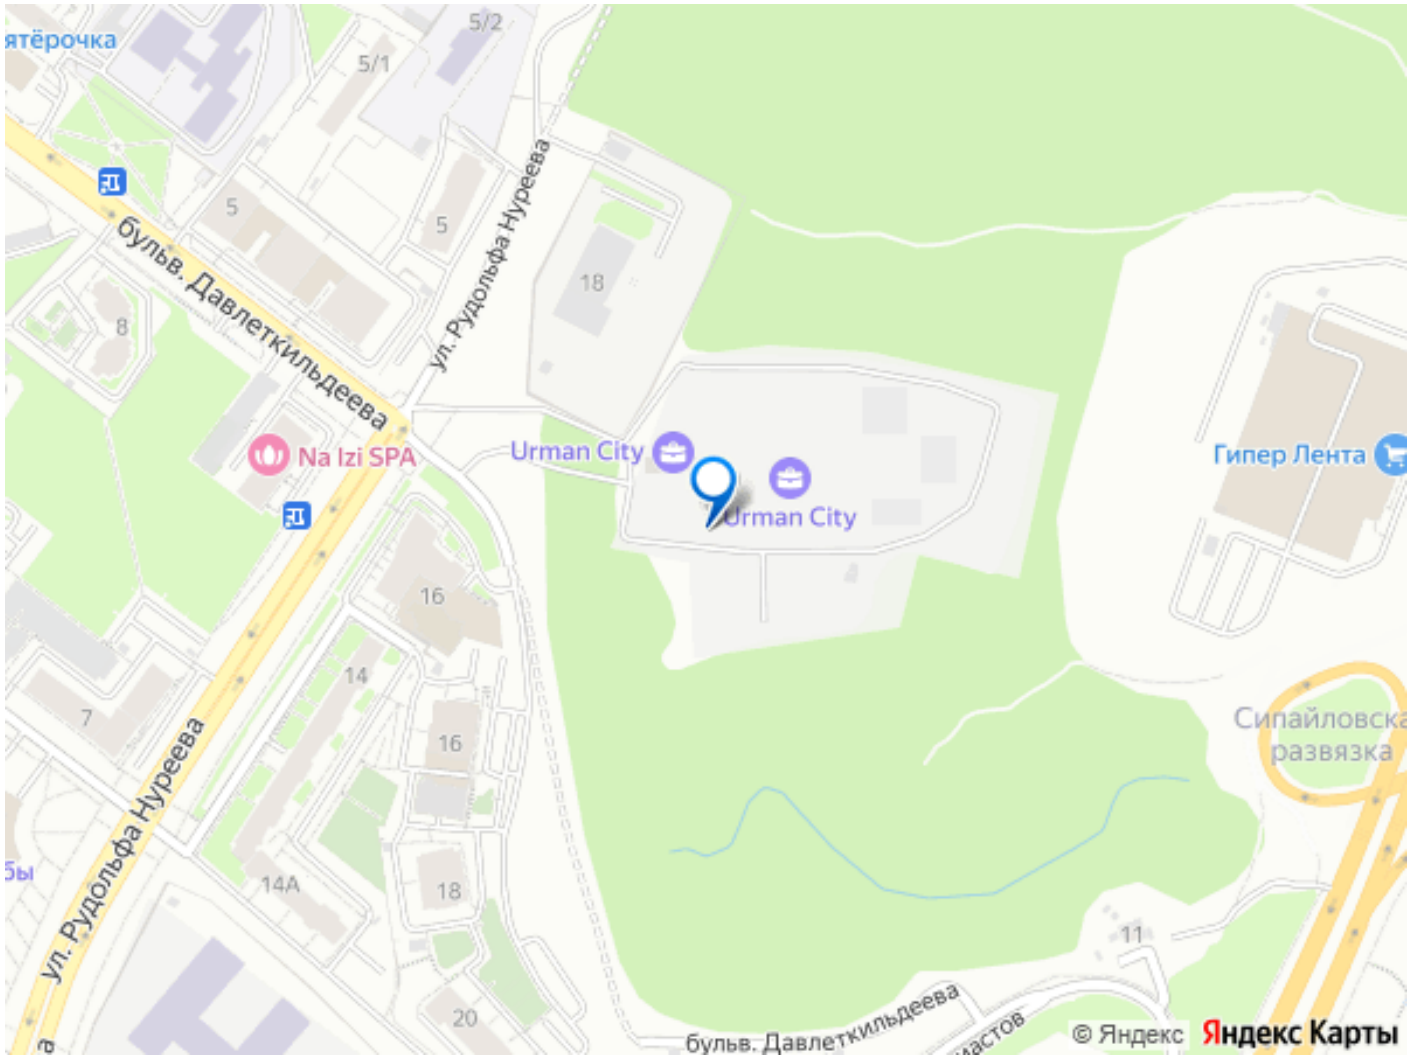 5/2
ятёрочка
5/1
5
5
ул. Рудольфа Нуреева
бульв. Давлеткильдеева
18
8
Urman City
Na Izi SPA
Гипер Лента
Urman City
16
14
7
Сипайловска
развязка
16
ул. Рудольфа Нуреева
бы
14А
18
11
20
бульв. Давлеткильдеева
иастов
а
© Яндекс
Яндекс Карты